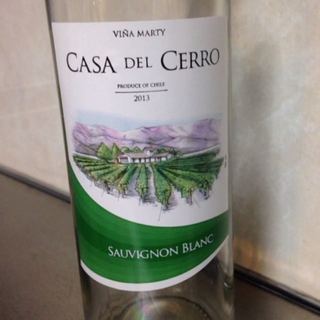 VIÑA MARTY
CASA DEL CERRO
PRODUCE OF CHILE
2013
SAUVIGNON BLANC